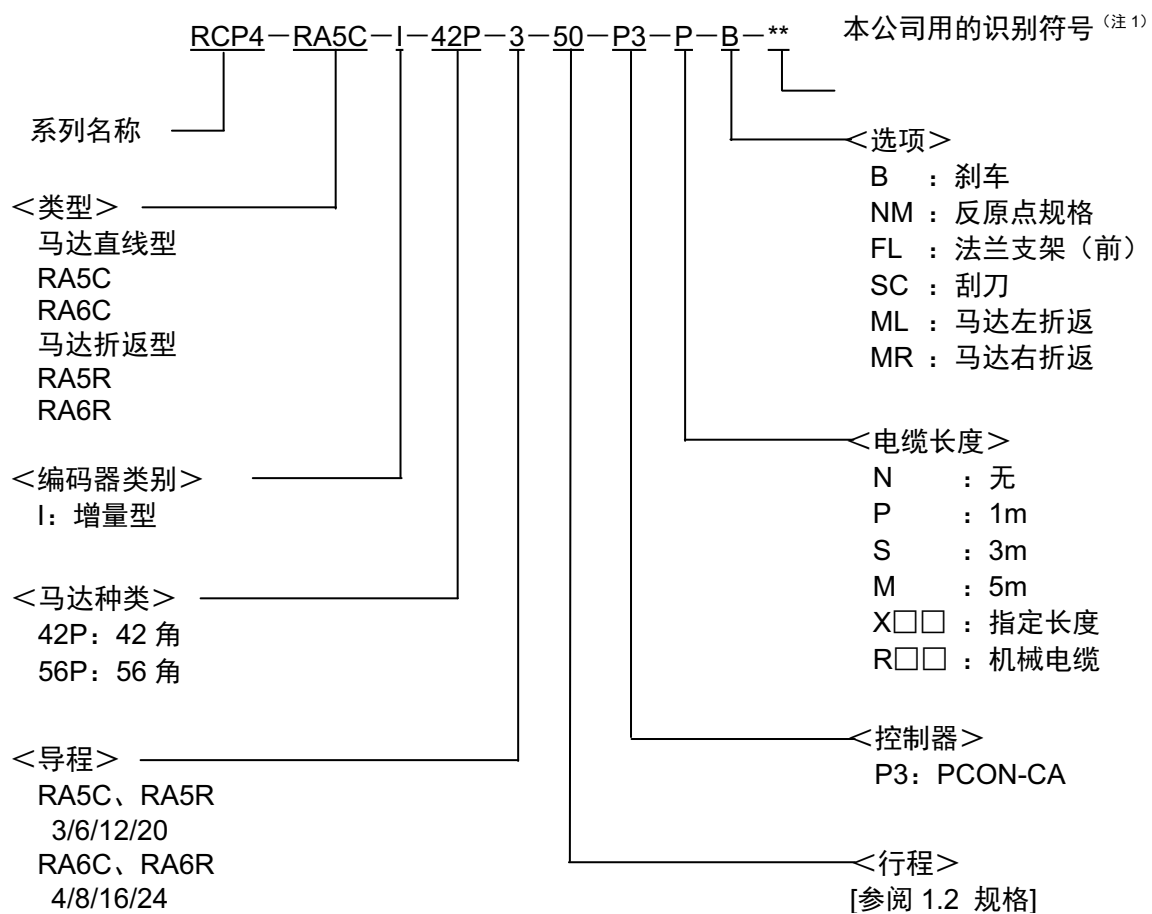 RCP4－RA5C－I－42P－3－50－P3－P－B－**
本公司用的识别符号（注 1）
系列名称
＜类型＞
马达直线型
RA5C
RA6C
马达折返型
RA5R
RA6R
＜编码器类别＞
I：增量型
＜马达种类＞
42P：42 角
56P：56 角
＜导程＞
RA5C、RA5R
3/6/12/20
RA6C、RA6R
4/8/16/24
＜选项＞
B ：刹车
NM ：反原点规格
FL ：法兰支架（前）
SC ：刮刀
ML ：马达左折返
MR ：马达右折返
＜电缆长度＞
N ：无
P ：1m
S ：3m
M ：5m
X□□ ：指定长度
R□□ ：机械电缆
＜控制器＞
P3：PCON-CA
＜行程＞
[参阅 1.2 规格]